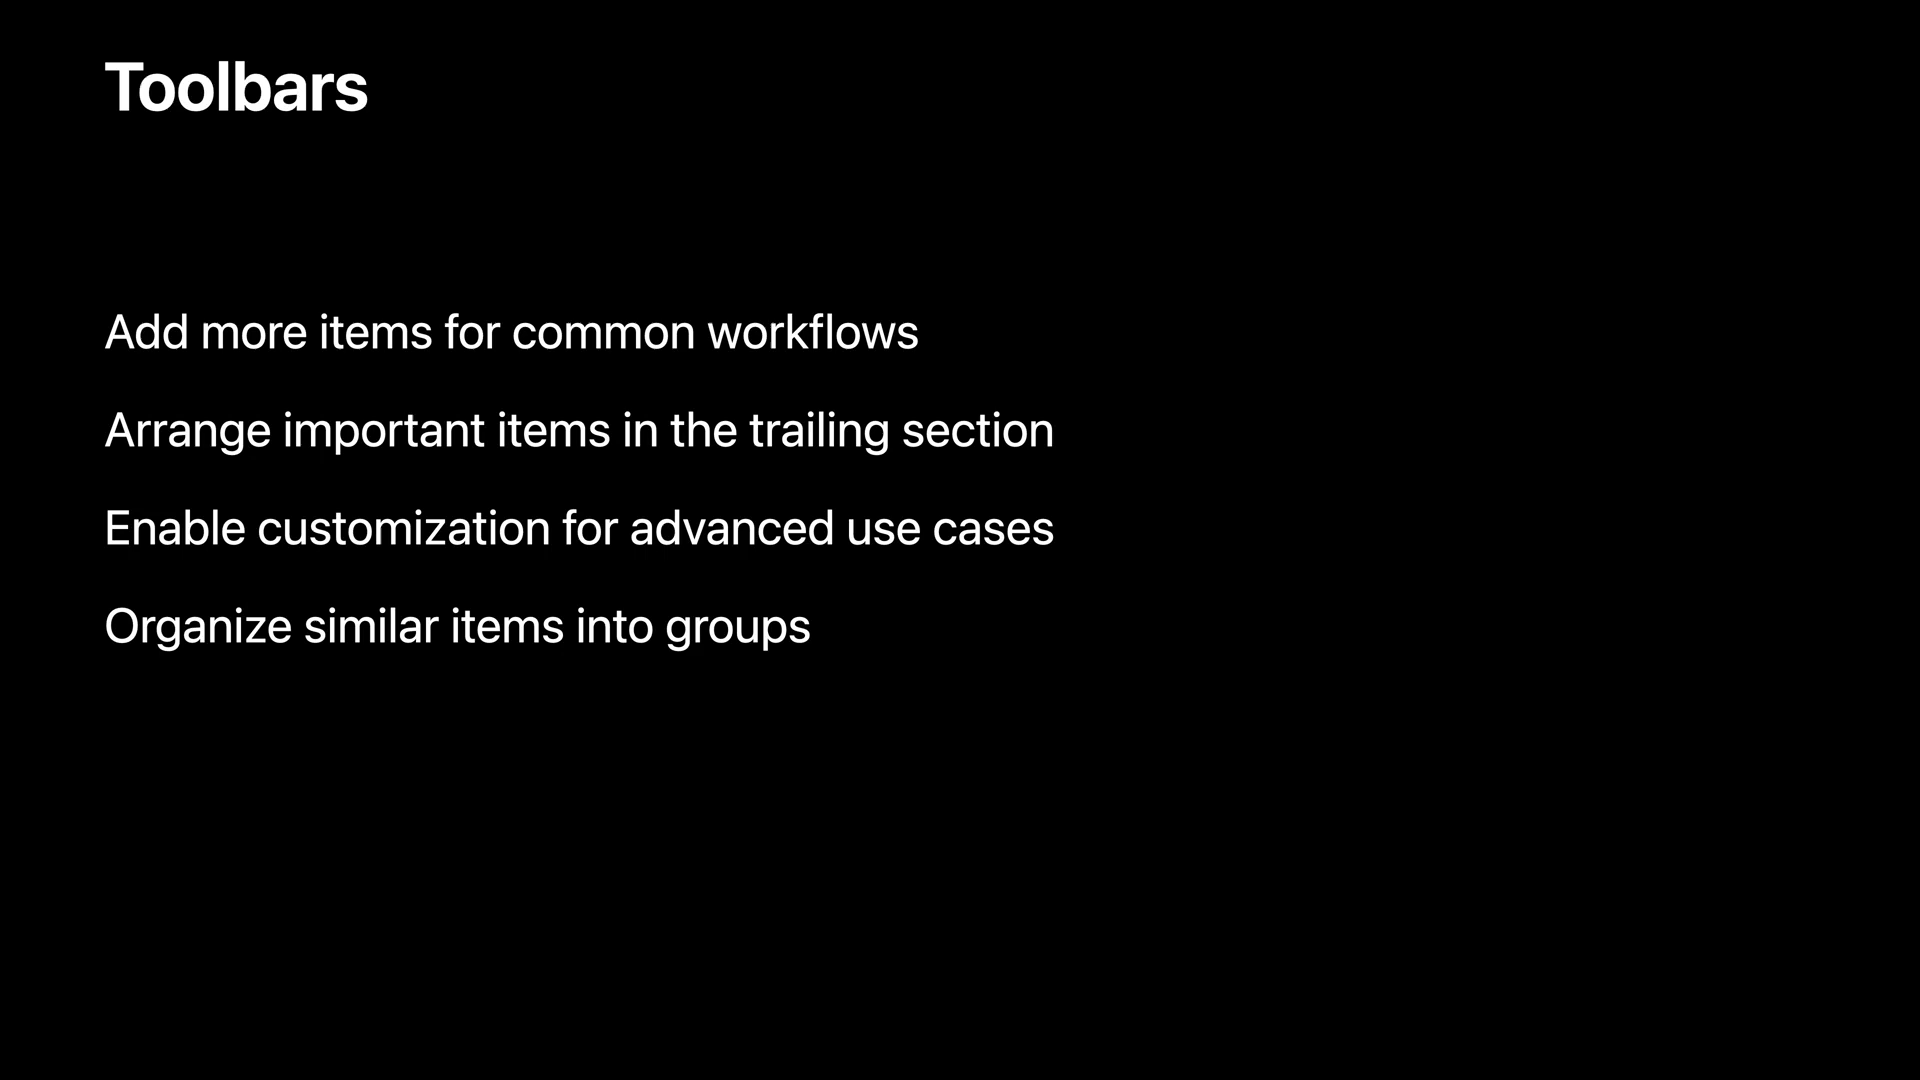 Toolbars
Add more items for common workflows
Arrange important items in the trailing section
Enable customization for advanced use cases
Organize similar items into groups